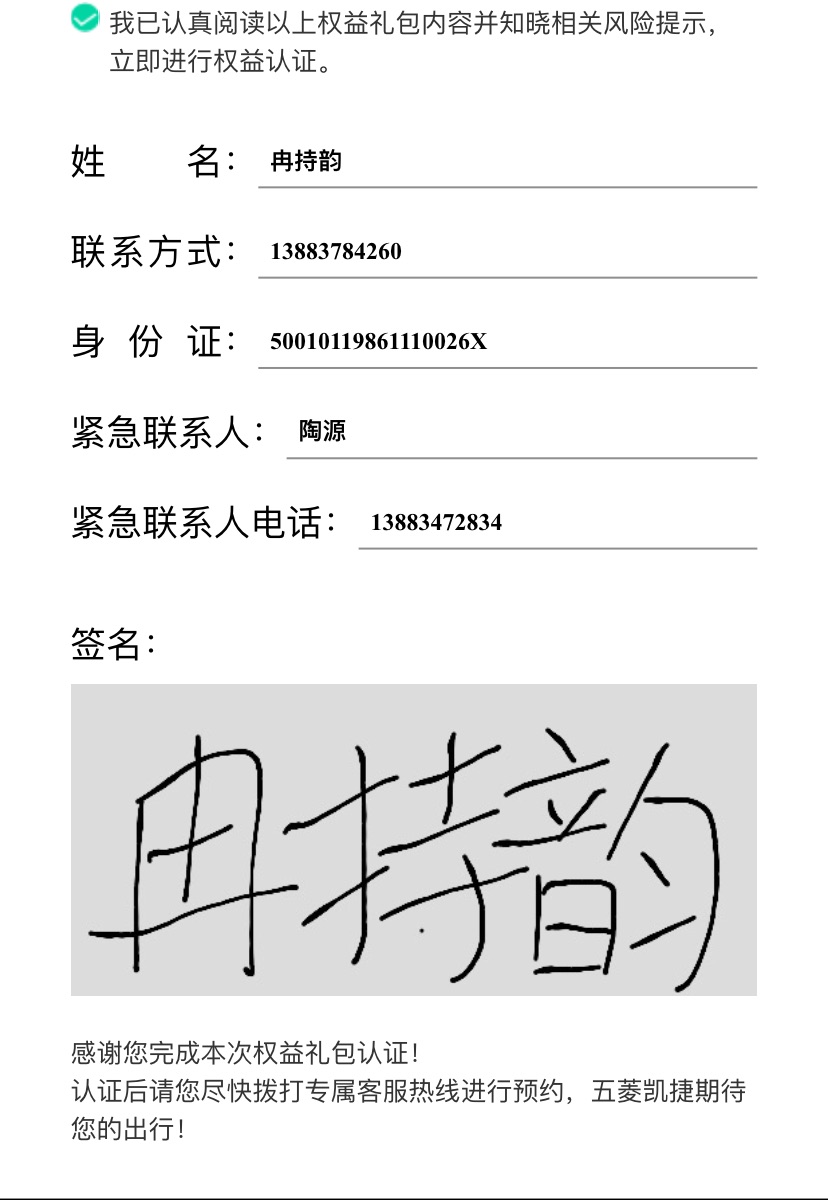 我已认真阅读以上权益礼包内容并知晓相关风险提示，
立即进行权益认证。
姓名： 冉持韵
联系方式： 13883784260
身份证： 50010119861110026X
紧急联系人： 陶源
紧急联系人电话： 13883472834
签名：
冉持韵
感谢您完成本次权益礼包认证！
认证后请您尽快拨打专属客服热线进行预约，五菱凯捷期待
您的出行！